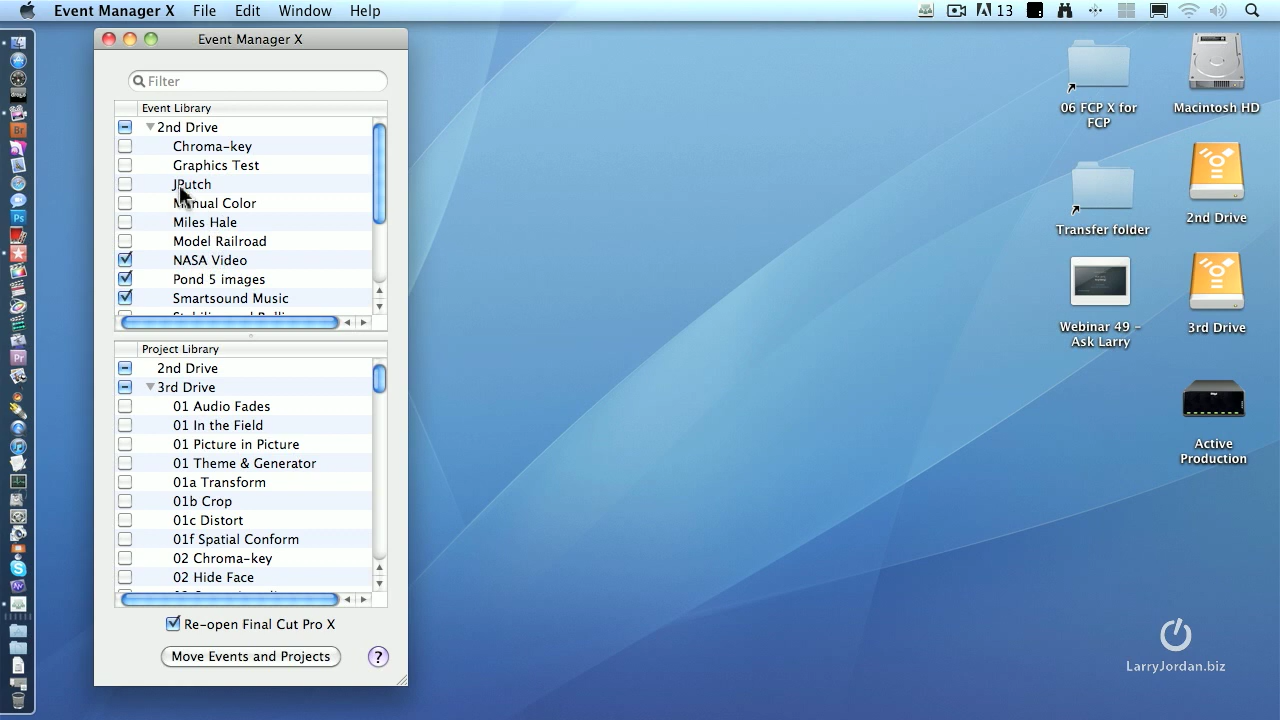 Event Manager X File Edit Window Help
13
Event Manager X
Filter
Event Library
2nd Drive
Chroma-key
Graphics Test
JPutch
Manual Color
Miles Hale
Model Railroad
NASA Video
Pond 5 images
Smartsound Music
Project Library
2nd Drive
3rd Drive
01 Audio Fades
01 In the Field
01 Picture in Picture
01 Theme & Generator
01a Transform
01b Crop
01c Distort
01f Spatial Conform
02 Chroma-key
02 Hide Face
Re-open Final Cut Pro X
Move Events and Projects
?
06 FCP X for
FCP
Macintosh HD
Transfer folder
2nd Drive
Webinar 49 -
Ask Larry
3rd Drive
Active
Production
LarryJordan.biz
Br
Ps
Pr